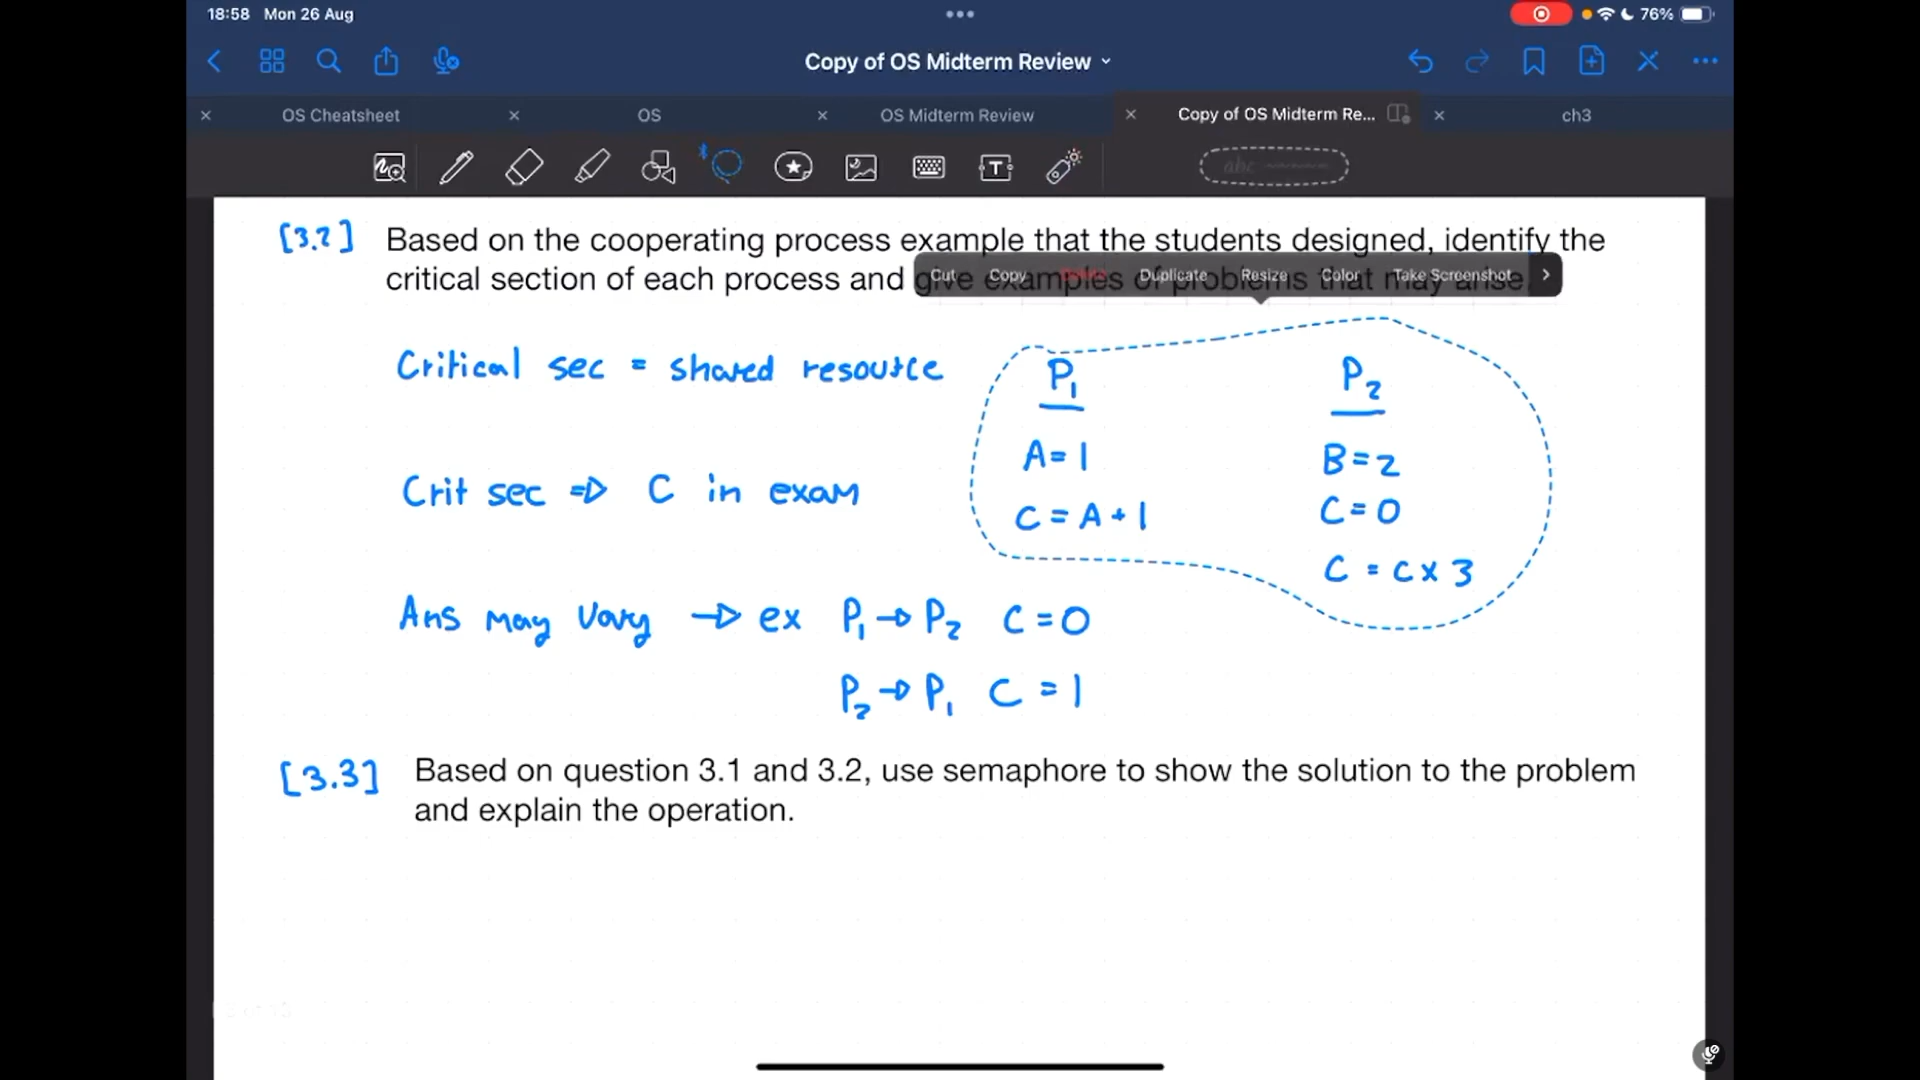 18:58 Mon 26 Aug
76%
Copy of OS Midterm Review
OS Cheatsheet
OS
OS Midterm Review
Copy of OS Midterm Re...
ch3
abc
[3.2] Based on the cooperating process example that the students designed, identify the
critical section of each process and give examples of problems that may arise
Cut Copy Delete Duplicate Resize Color Take Screenshot
Critical sec = shared resource
Crit sec ⇒ C in exam
P₁
A=1
C = A + 1
P₂
B=2
C=0
C = C x 3
Ans may vary → ex P₁→P₂ C=0
P₂→P₁ C = 1
[3.3] Based on question 3.1 and 3.2, use semaphore to show the solution to the problem
and explain the operation.